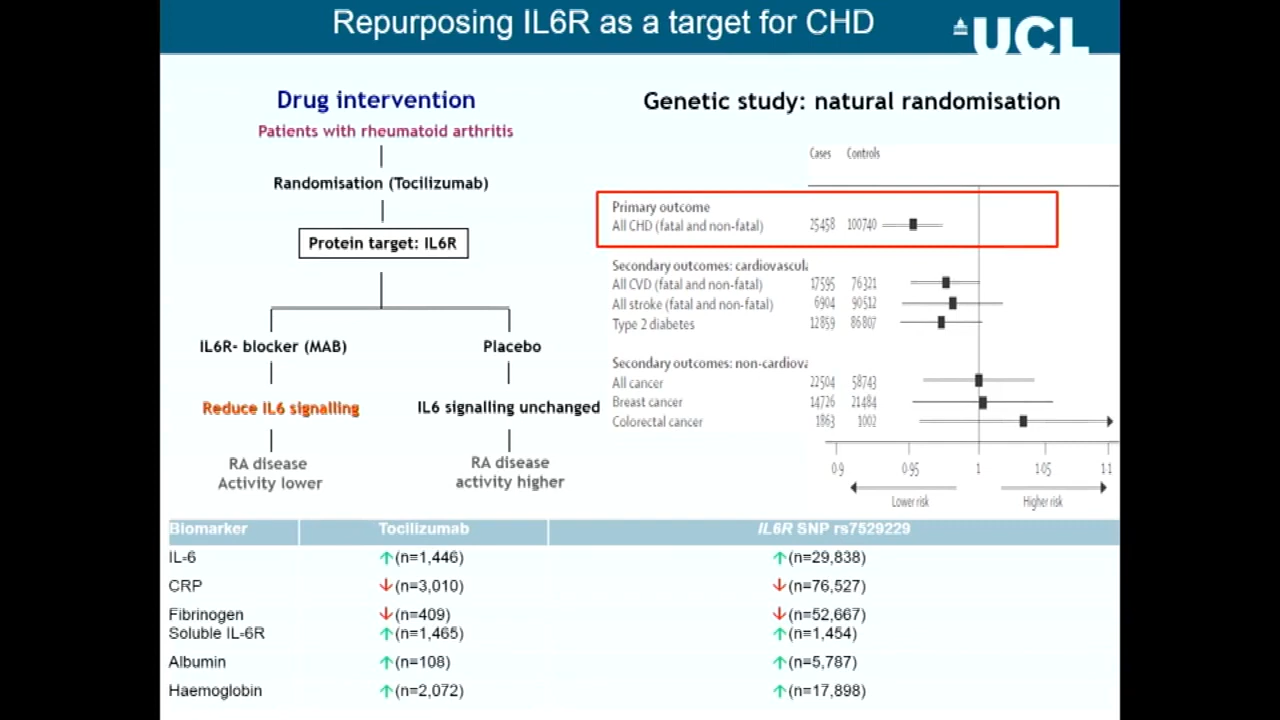 Repurposing IL6R as a target for CHD
UCL
Drug intervention
Patients with rheumatoid arthritis
Randomisation (Tocilizumab)
Protein target: IL6R
IL6R- blocker (MAB)
Placebo
Reduce IL6 signalling
IL6 signalling unchanged
RA disease
Activity lower
RA disease
activity higher
Genetic study: natural randomisation
Cases Controls
Primary outcome
All CHD (fatal and non-fatal) 25458 100740
Secondary outcomes: cardiovascula
All CVD (fatal and non-fatal) 17595 76321
All stroke (fatal and non-fatal) 6904 90512
Type 2 diabetes 12859 86807
Secondary outcomes: non-cardiova
All cancer 22504 58743
Breast cancer 14726 21484
Colorectal cancer 1863 1002
0.9 0.95 1 1.05 1.1
Lower risk Higher risk
Biomarker Tocilizumab IL6R SNP rs7529229
IL-6 ↑(n=1,446) ↑(n=29,838)
CRP ↓(n=3,010) ↓(n=76,527)
Fibrinogen ↓(n=409) ↓(n=52,667)
Soluble IL-6R ↑(n=1,465) ↑(n=1,454)
Albumin ↑(n=108) ↑(n=5,787)
Haemoglobin ↑(n=2,072) ↑(n=17,898)